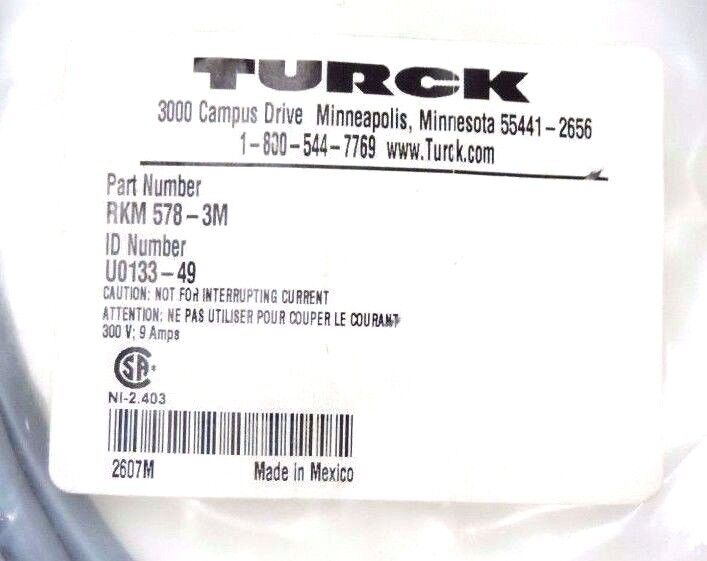 TURCK
3000 Campus Drive Minneapolis, Minnesota 55441-2656
1-800-544-7769 www.Turck.com
Part Number
RKM 578-3M
ID Number
U0133-49
CAUTION: NOT FOR INTERRUPTING CURRENT
ATTENTION: NE PAS UTILISER POUR COUPER LE COURANT
300 V; 9 Amps
SA®
NI-2.403
2607M Made in Mexico